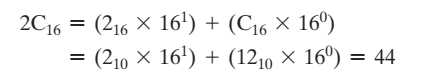 2C₁₆ = (2₁₆ × 16¹) + (C₁₆ × 16⁰)
= (2₁₀ × 16¹) + (12₁₀ × 16⁰) = 44